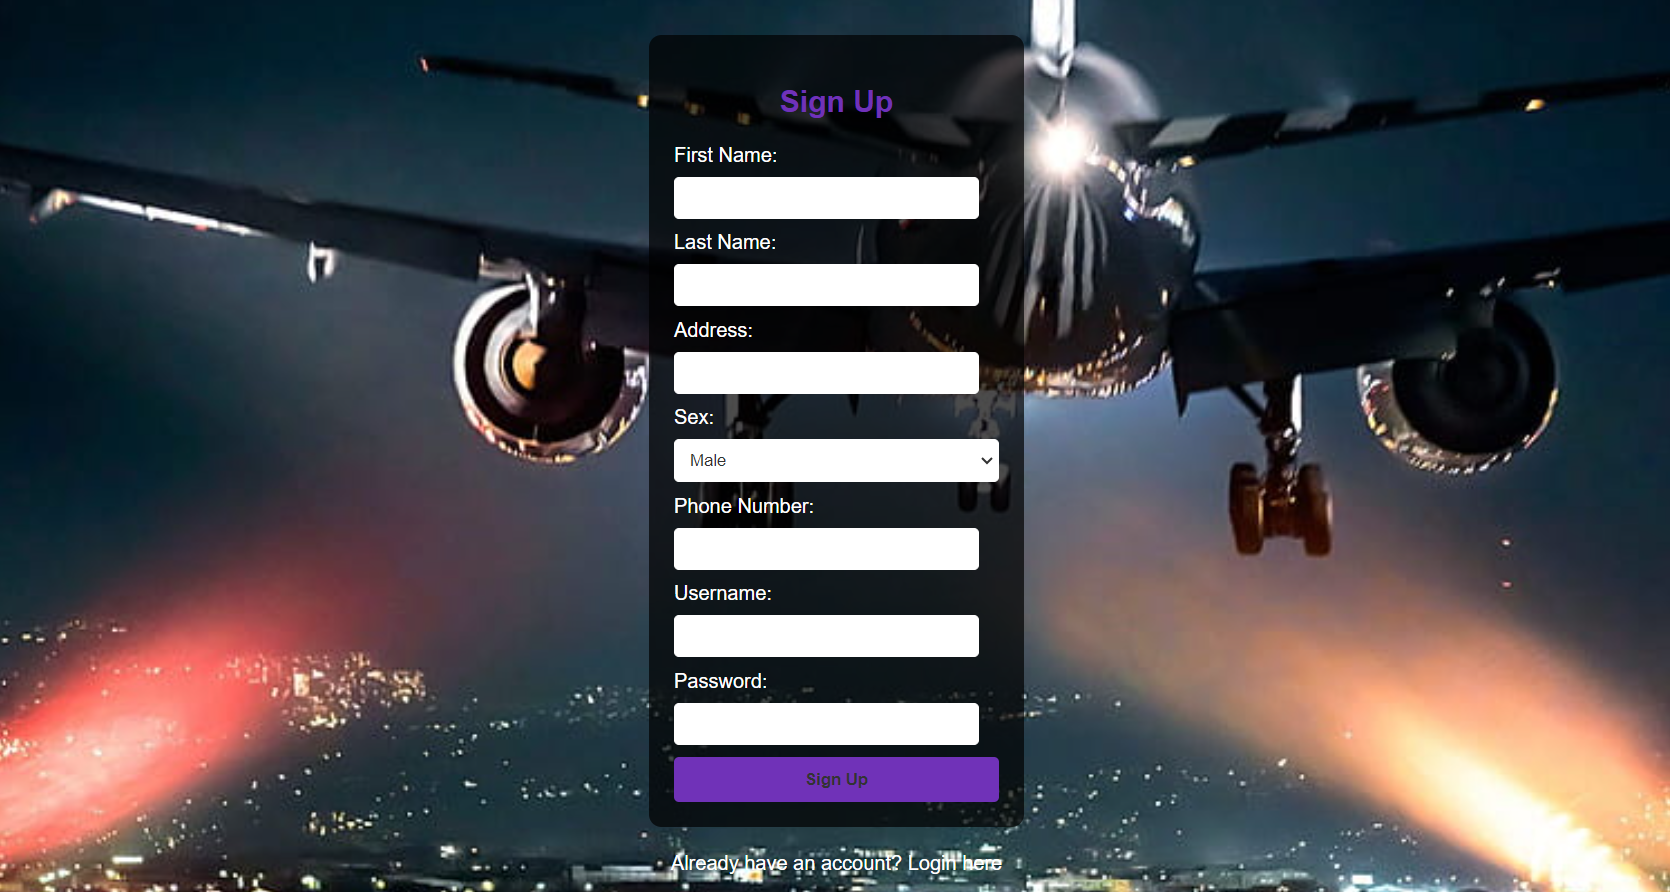 Sign Up
First Name:
Last Name:
Address:
Sex:
Male
Phone Number:
Username:
Password:
Sign Up
Already have an account? Login here